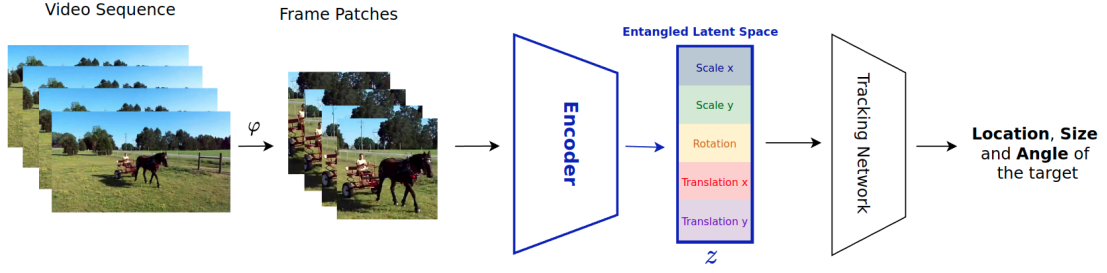 Video Sequence
Frame Patches
φ
Encoder
Entangled Latent Space
Scale x
Scale y
Rotation
Translation x
Translation y
z
Tracking Network
Location, Size
and Angle of
the target